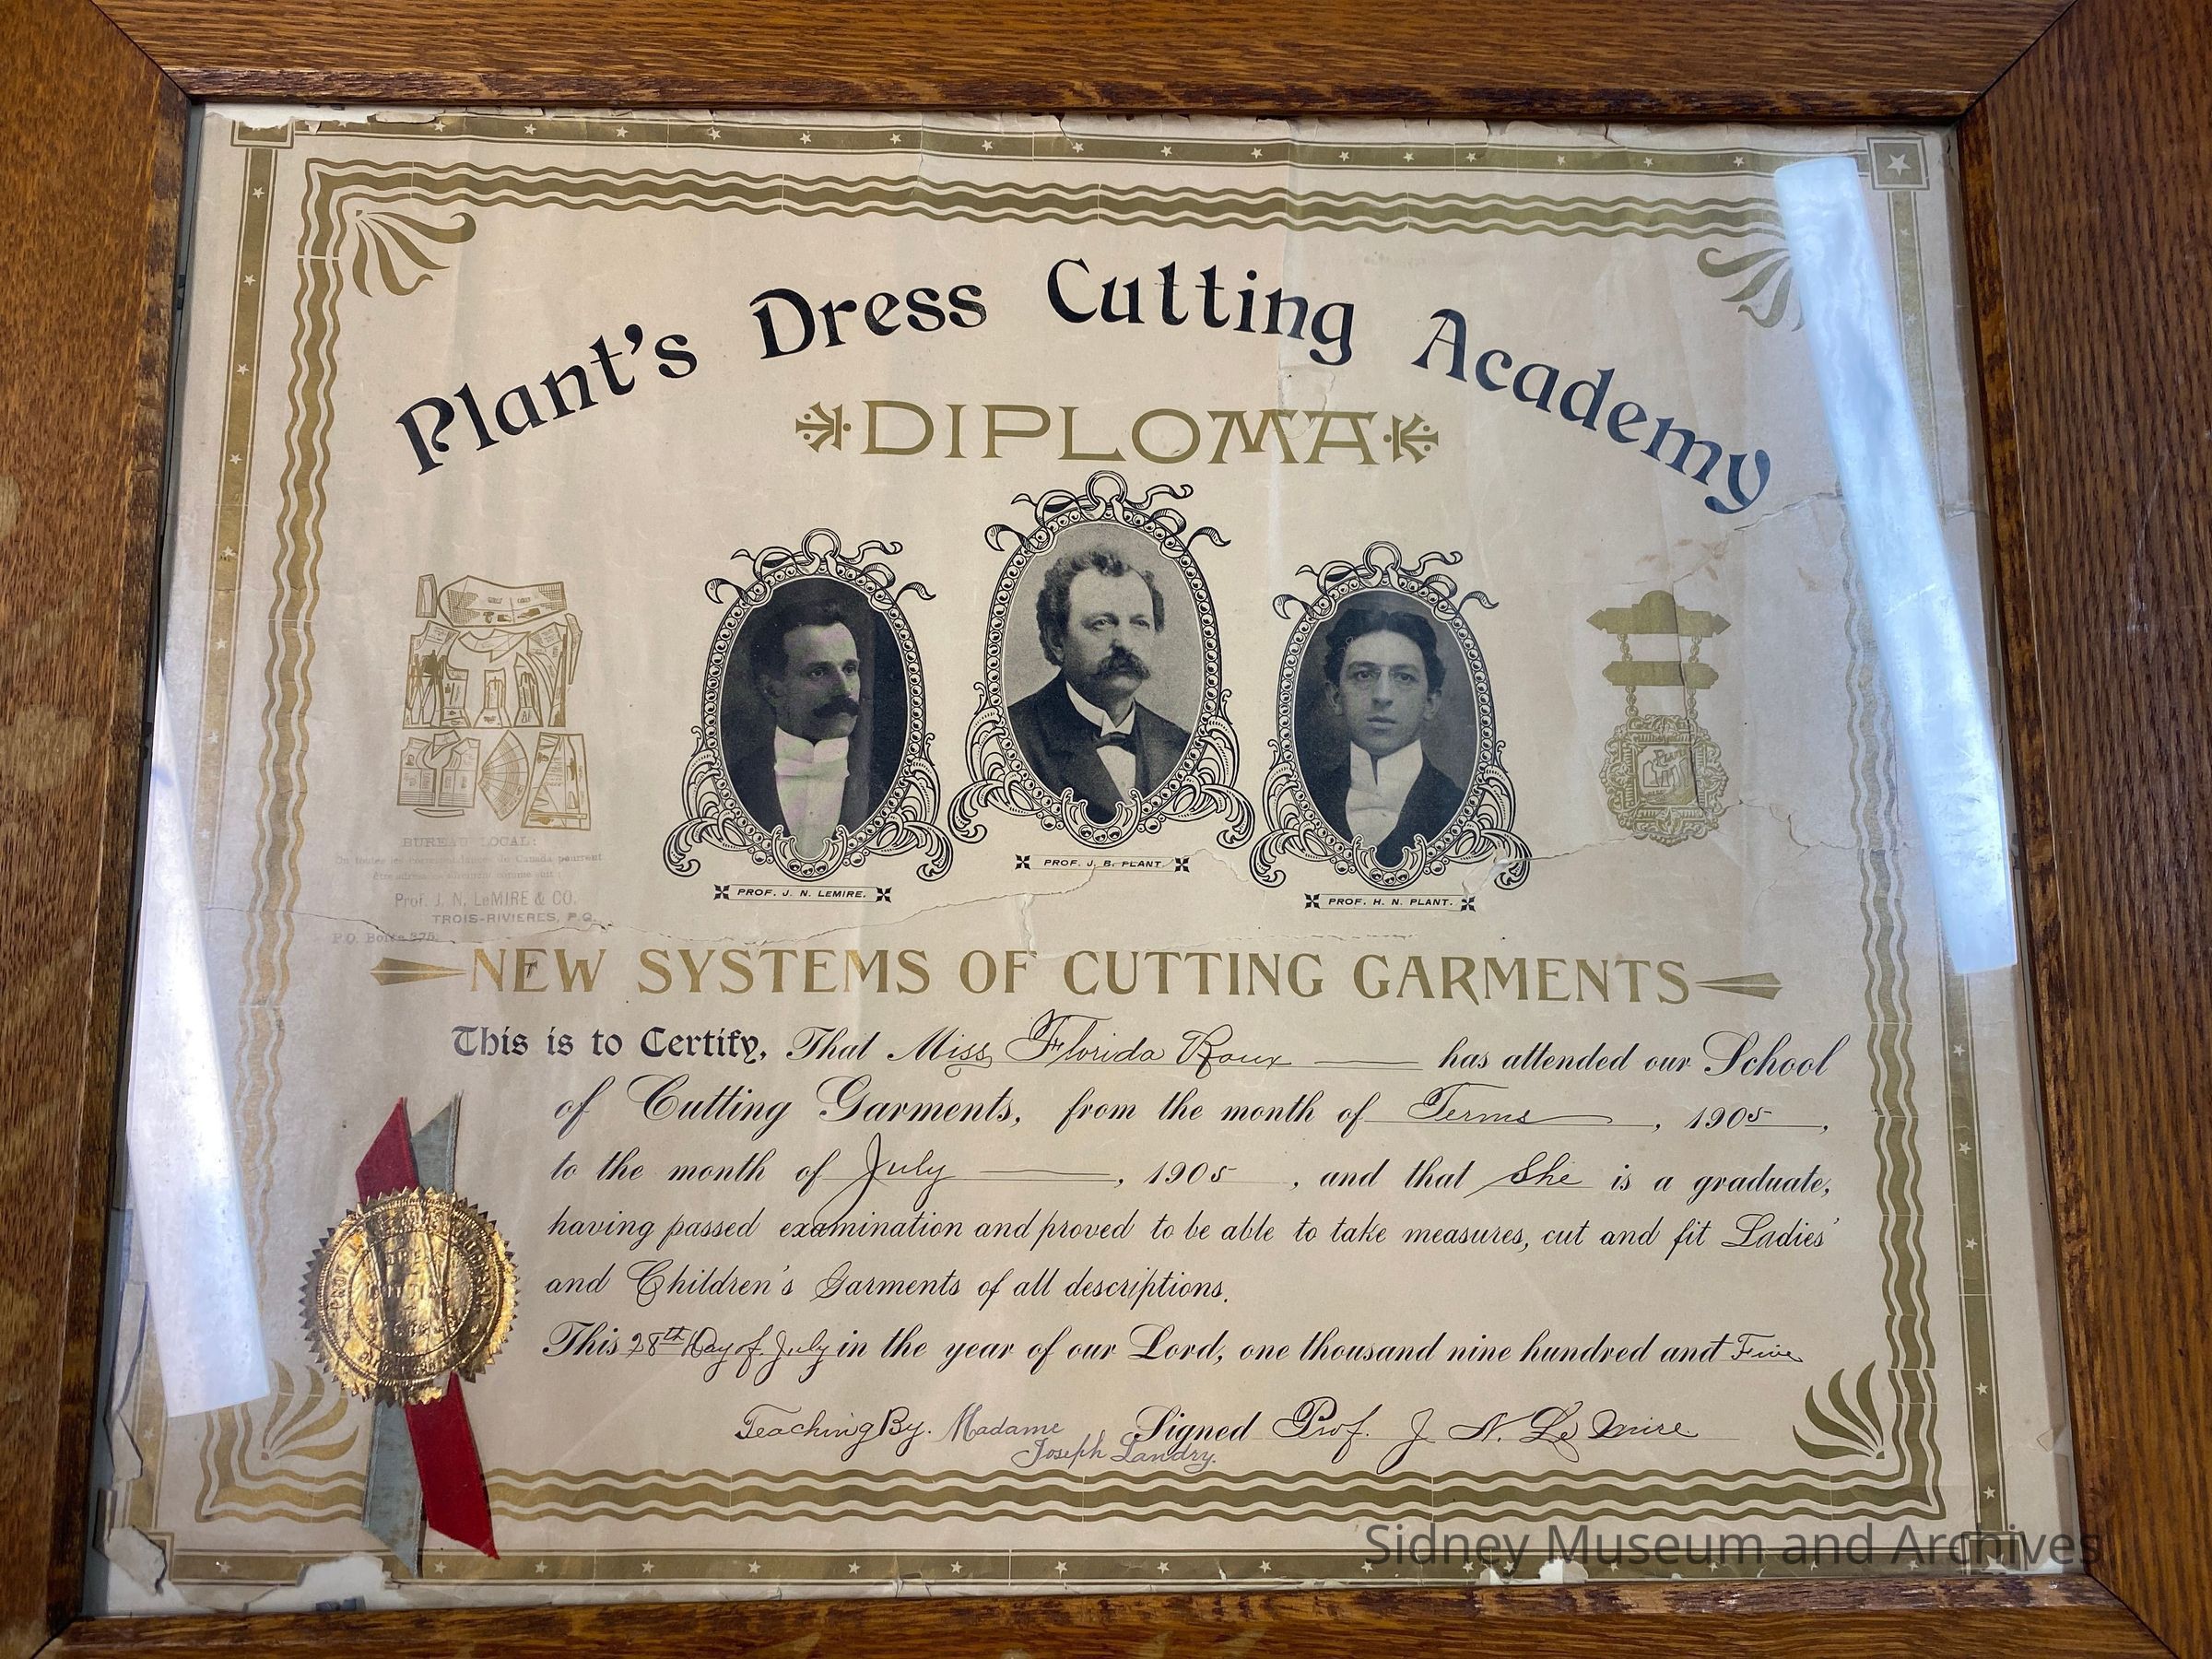 Plant's Dress Cutting Academy
DIPLOMA
PROF. J. N. LEMIRE.
PROF. J. B. PLANT.
PROF. H. N. PLANT.
BUREAU LOCAL:
Prof. J. N. LeMIRE & CO.
TROIS-RIVIERES, P.Q.
NEW SYSTEMS OF CUTTING GARMENTS
This is to Certify, That Miss Florida Roux has attended our School
of Cutting Garments, from the month of Terms, 1905,
to the month of July, 1905, and that She is a graduate,
having passed examination and proved to be able to take measures, cut and fit Ladies'
and Children's Garments of all descriptions.
This 28th Day of July in the year of our Lord, one thousand nine hundred and Five
Teaching By. Madame Joseph Landry. Signed Prof. J. N. LeMire.
Sidney Museum and Archives